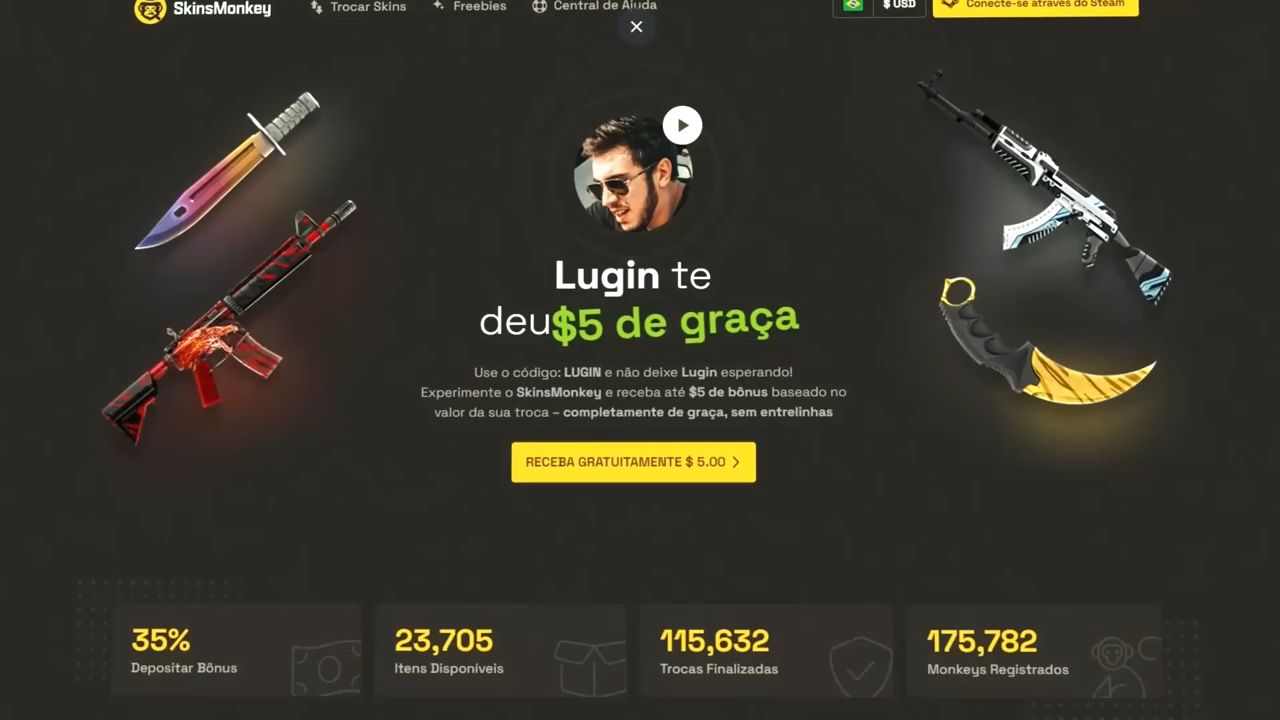 SkinsMonkey
Trocar Skins
Freebies
Central de Ajuda
$ USD
Conecte-se através do Steam
Lugin te
deu$5 de graça
Use o código: LUGIN e não deixe Lugin esperando!
Experimente o SkinsMonkey e receba até $5 de bônus baseado no
valor da sua troca – completamente de graça, sem entrelinhas
RECEBA GRATUITAMENTE $ 5.00
35%
Depositar Bônus
23,705
Itens Disponíveis
115,632
Trocas Finalizadas
175,782
Monkeys Registrados